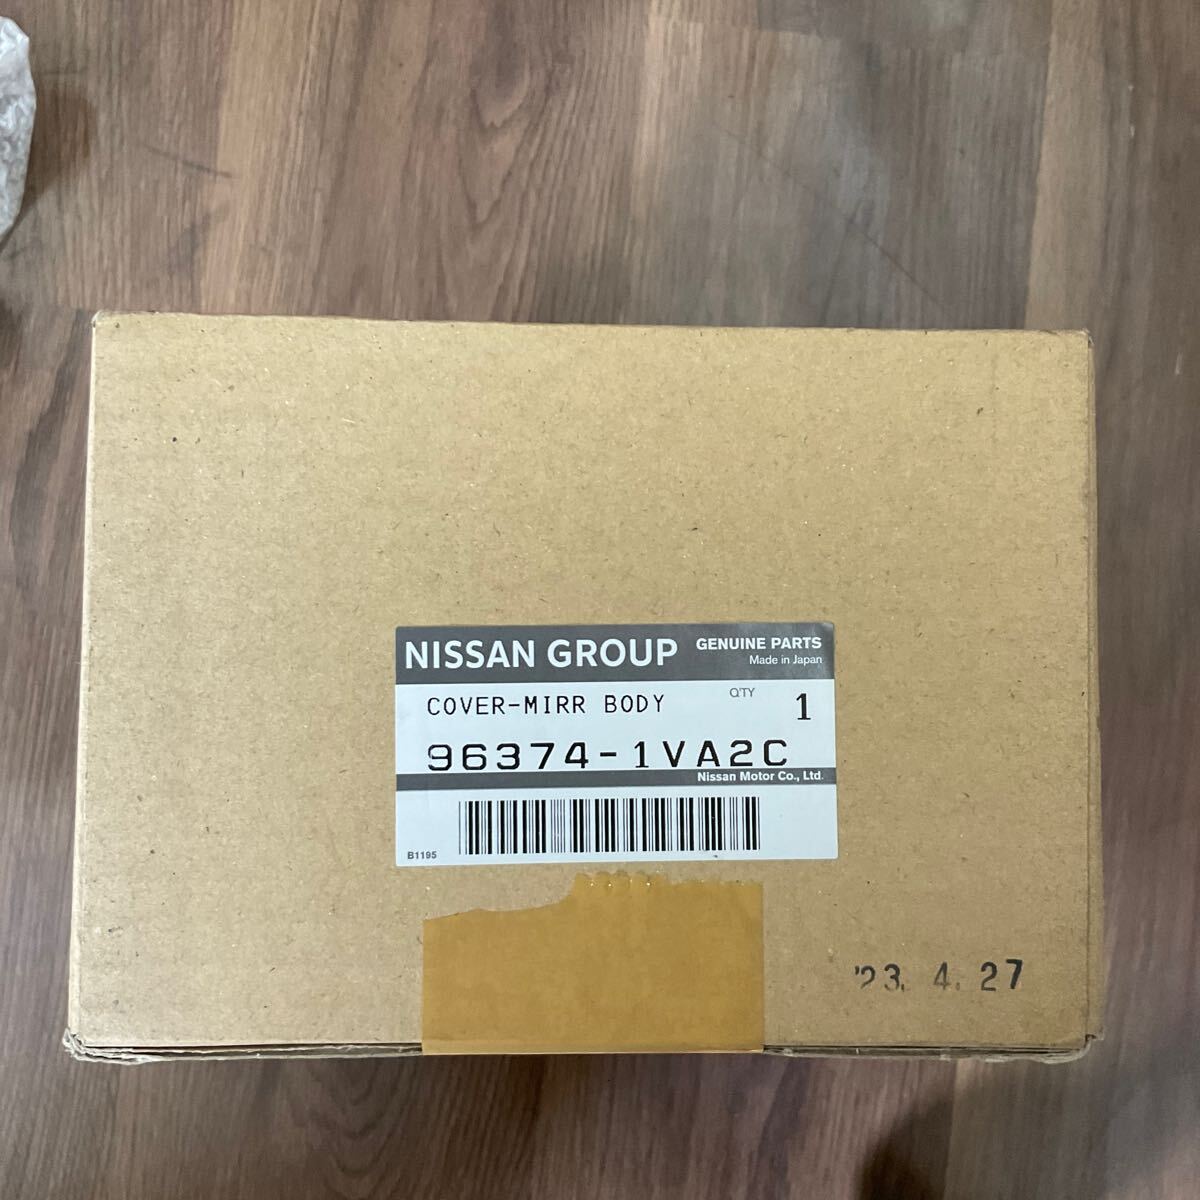 NISSAN GROUP GENUINE PARTS
Made in Japan
COVER-MIRR BODY Q'TY 1
96374-1VA2C
Nissan Motor Co., Ltd.
B1195
'23. 4. 27